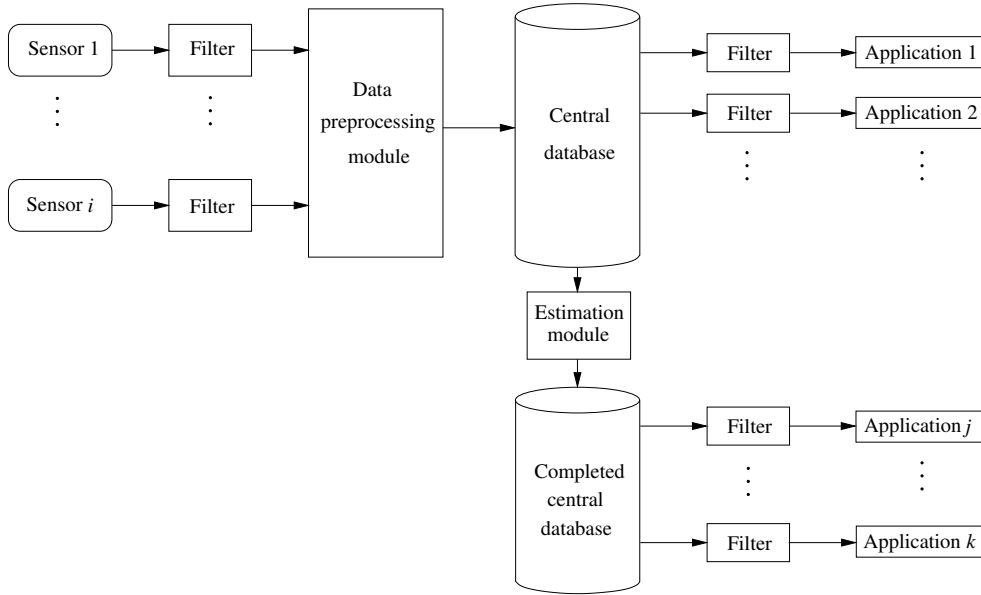 Sensor 1
Filter
Data
preprocessing
module
Central
database
Filter
Application 1
Filter
Application 2
Sensor i
Filter
Estimation
module
Completed
central
database
Filter
Application j
Filter
Application k